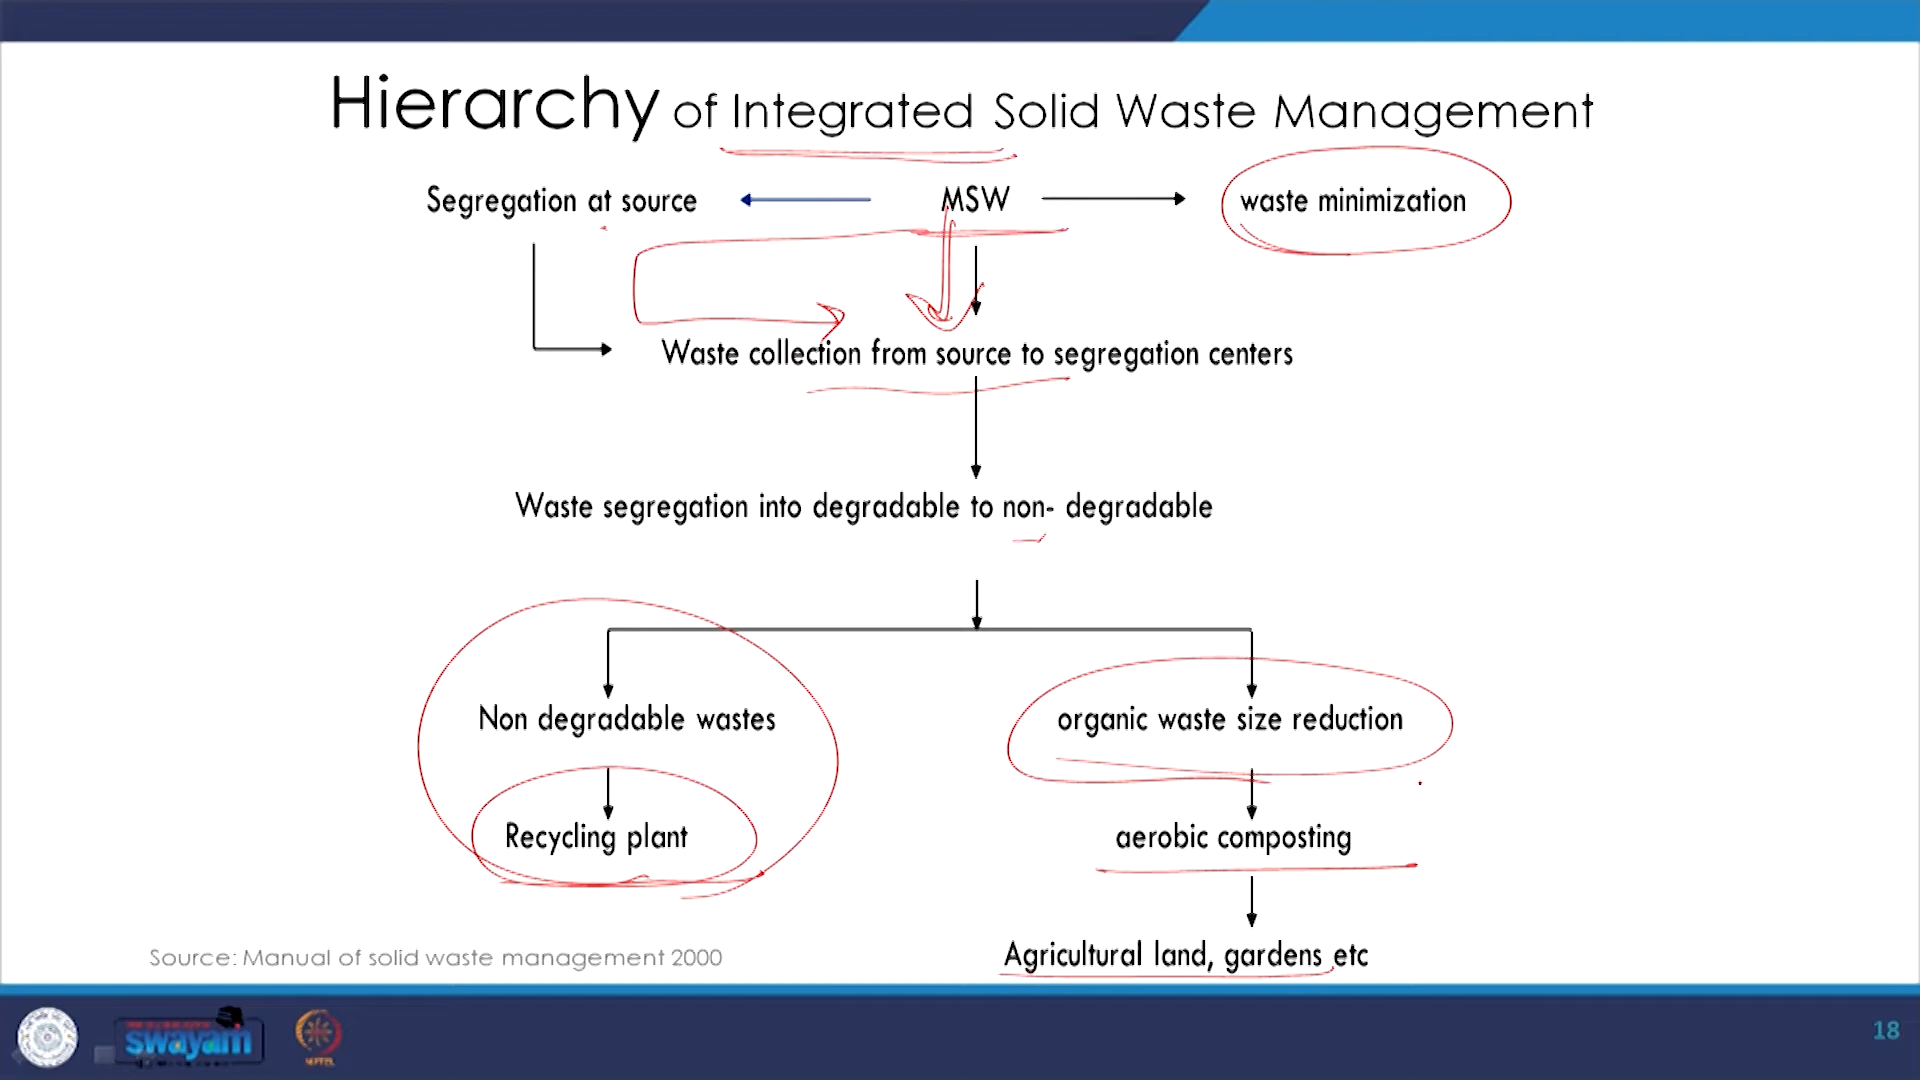 Hierarchy of Integrated Solid Waste Management
Segregation at source
MSW
waste minimization
Waste collection from source to segregation centers
Waste segregation into degradable to non- degradable
Non degradable wastes
organic waste size reduction
Recycling plant
aerobic composting
Agricultural land, gardens etc
Source: Manual of solid waste management 2000
swayam
18